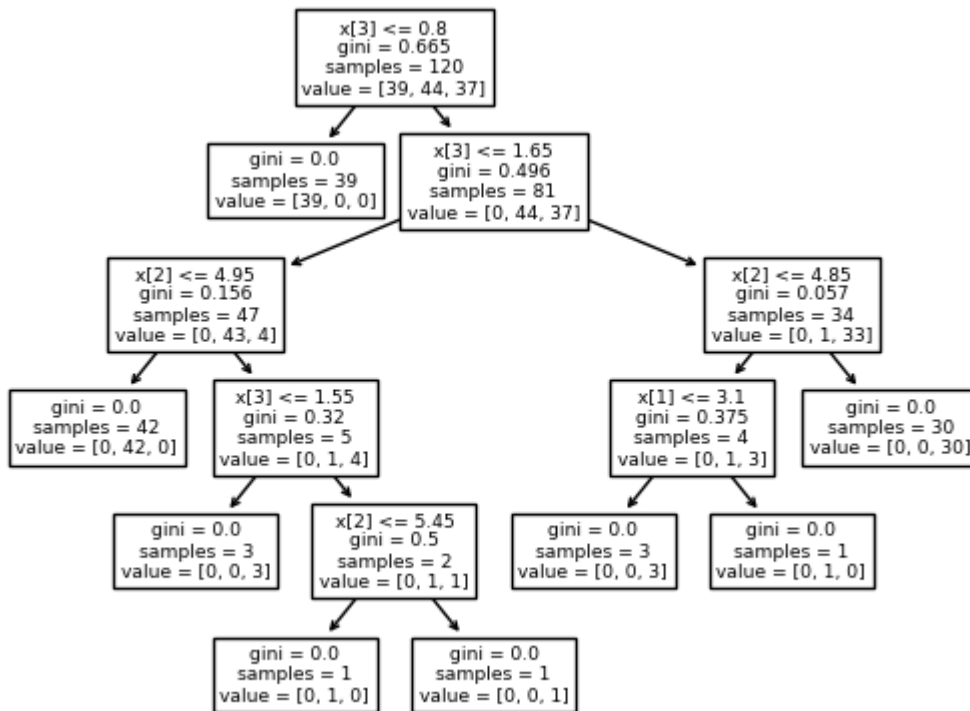 x[3] <= 0.8
gini = 0.665
samples = 120
value = [39, 44, 37]
gini = 0.0
samples = 39
value = [39, 0, 0]
x[3] <= 1.65
gini = 0.496
samples = 81
value = [0, 44, 37]
x[2] <= 4.95
gini = 0.156
samples = 47
value = [0, 43, 4]
x[2] <= 4.85
gini = 0.057
samples = 34
value = [0, 1, 33]
gini = 0.0
samples = 42
value = [0, 42, 0]
x[3] <= 1.55
gini = 0.32
samples = 5
value = [0, 1, 4]
x[1] <= 3.1
gini = 0.375
samples = 4
value = [0, 1, 3]
gini = 0.0
samples = 30
value = [0, 0, 30]
gini = 0.0
samples = 3
value = [0, 0, 3]
x[2] <= 5.45
gini = 0.5
samples = 2
value = [0, 1, 1]
gini = 0.0
samples = 3
value = [0, 0, 3]
gini = 0.0
samples = 1
value = [0, 1, 0]
gini = 0.0
samples = 1
value = [0, 1, 0]
gini = 0.0
samples = 1
value = [0, 0, 1]